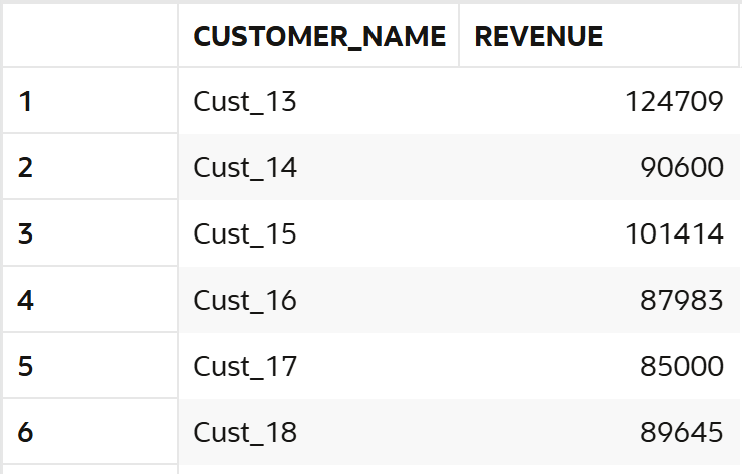 CUSTOMER_NAME REVENUE
1 Cust_13 124709
2 Cust_14 90600
3 Cust_15 101414
4 Cust_16 87983
5 Cust_17 85000
6 Cust_18 89645